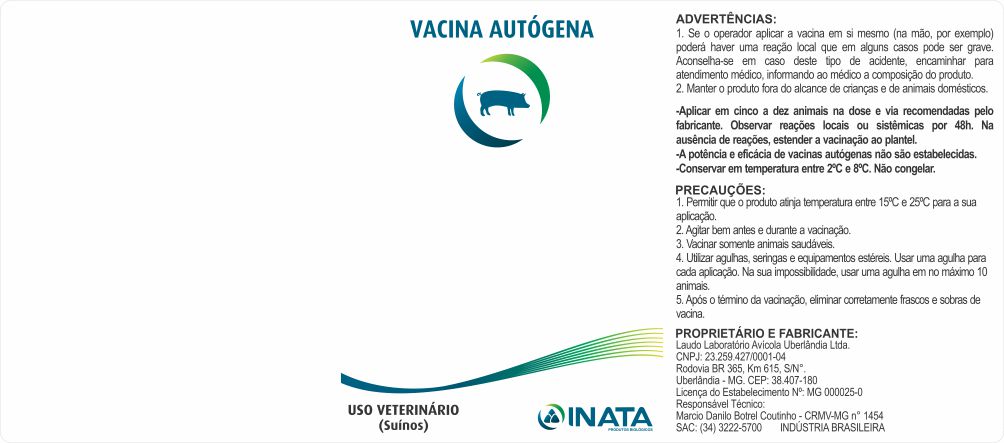 VACINA AUTÓGENA
USO VETERINÁRIO
(Suínos)
INATA
PRODUTOS BIOLÓGICOS
ADVERTÊNCIAS:
1. Se o operador aplicar a vacina em si mesmo (na mão, por exemplo)
poderá haver uma reação local que em alguns casos pode ser grave.
Aconselha-se em caso deste tipo de acidente, encaminhar para
atendimento médico, informando ao médico a composição do produto.
2. Manter o produto fora do alcance de crianças e de animais domésticos.
-Aplicar em cinco a dez animais na dose e via recomendadas pelo
fabricante. Observar reações locais ou sistêmicas por 48h. Na
ausência de reações, estender a vacinação ao plantel.
-A potência e eficácia de vacinas autógenas não são estabelecidas.
-Conservar em temperatura entre 2ºC e 8ºC. Não congelar.
PRECAUÇÕES:
1. Permitir que o produto atinja temperatura entre 15ºC e 25ºC para a sua
aplicação.
2. Agitar bem antes e durante a vacinação.
3. Vacinar somente animais saudáveis.
4. Utilizar agulhas, seringas e equipamentos estéreis. Usar uma agulha para
cada aplicação. Na sua impossibilidade, usar uma agulha em no máximo 10
animais.
5. Após o término da vacinação, eliminar corretamente frascos e sobras de
vacina.
PROPRIETÁRIO E FABRICANTE:
Laudo Laboratório Avícola Uberlândia Ltda.
CNPJ: 23.259.427/0001-04
Rodovia BR 365, Km 615, S/N°.
Uberlândia - MG. CEP: 38.407-180
Licença do Estabelecimento Nº: MG 000025-0
Responsável Técnico:
Marcio Danilo Botrel Coutinho - CRMV-MG n° 1454
SAC: (34) 3222-5700 INDÚSTRIA BRASILEIRA